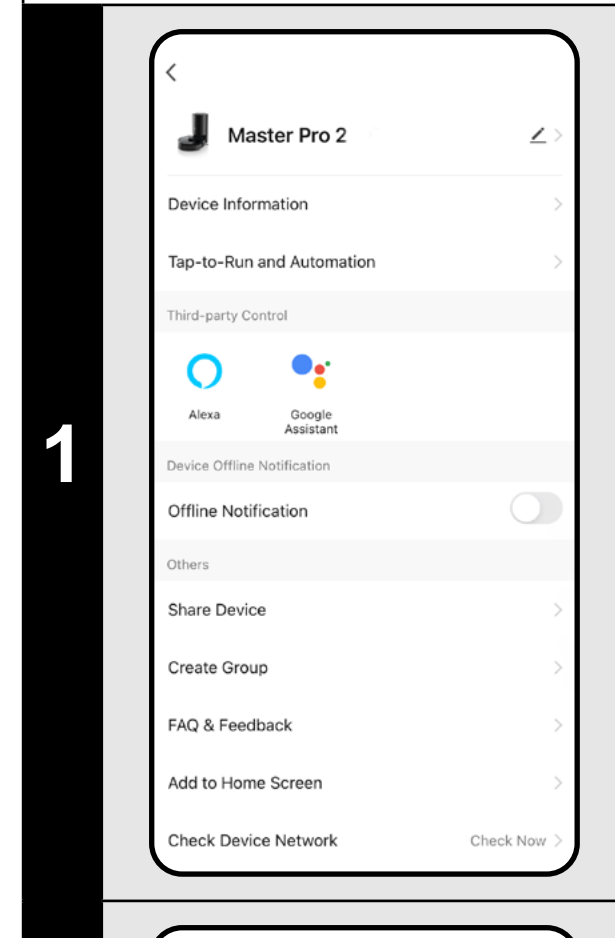 1
Master Pro 2
Device Information
Tap-to-Run and Automation
Third-party Control
Alexa
Google
Assistant
Device Offline Notification
Offline Notification
Others
Share Device
Create Group
FAQ & Feedback
Add to Home Screen
Check Device Network Check Now